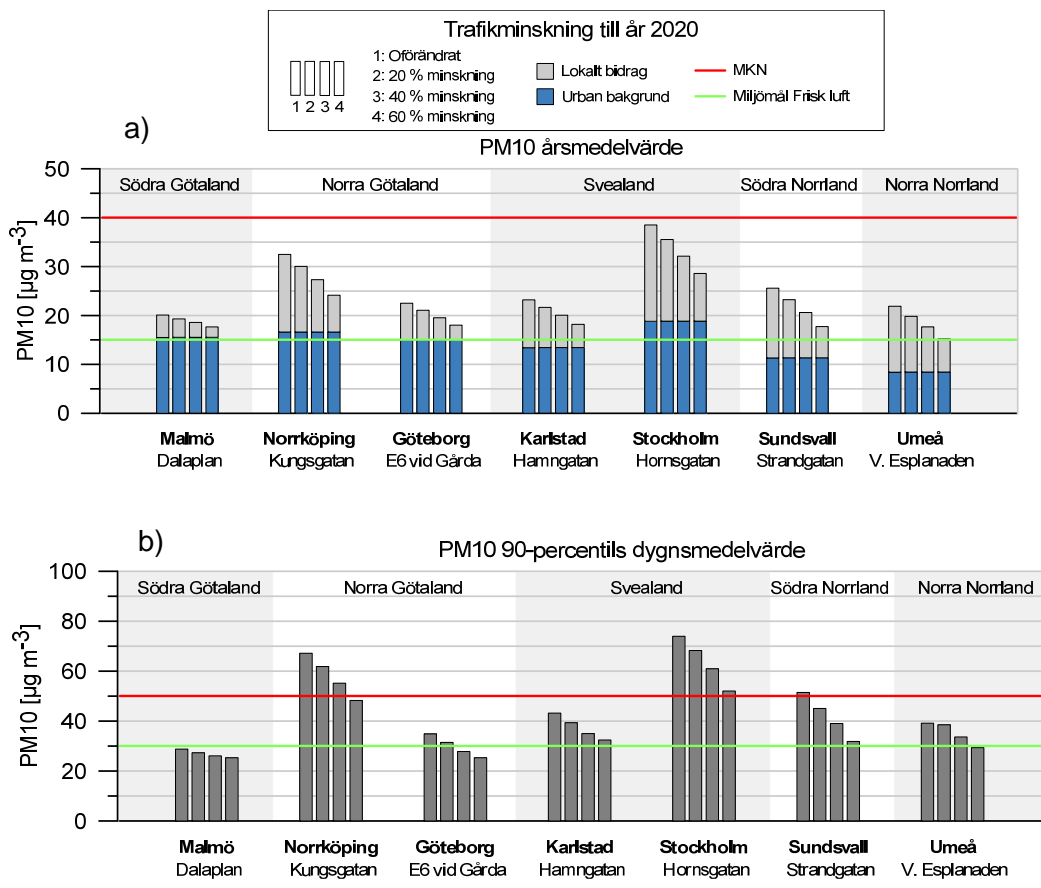 Trafikminskning till år 2020
1: Oförändrat
2: 20 % minskning
3: 40 % minskning
4: 60 % minskning
1 2 3 4
Lokalt bidrag
Urban bakgrund
MKN
Miljömål Frisk luft
a)
PM10 årsmedelvärde
Södra Götaland Norra Götaland Svealand Södra Norrland Norra Norrland
PM10 [µg m-3]
50
40
30
20
10
0
Malmö Norrköping Göteborg Karlstad Stockholm Sundsvall Umeå
Dalaplan Kungsgatan E6 vid Gårda Hamngatan Hornsgatan Strandgatan V. Esplanaden
b)
PM10 90-percentils dygnsmedelvärde
Södra Götaland Norra Götaland Svealand Södra Norrland Norra Norrland
PM10 [µg m-3]
100
80
60
40
20
0
Malmö Norrköping Göteborg Karlstad Stockholm Sundsvall Umeå
Dalaplan Kungsgatan E6 vid Gårda Hamngatan Hornsgatan Strandgatan V. Esplanaden